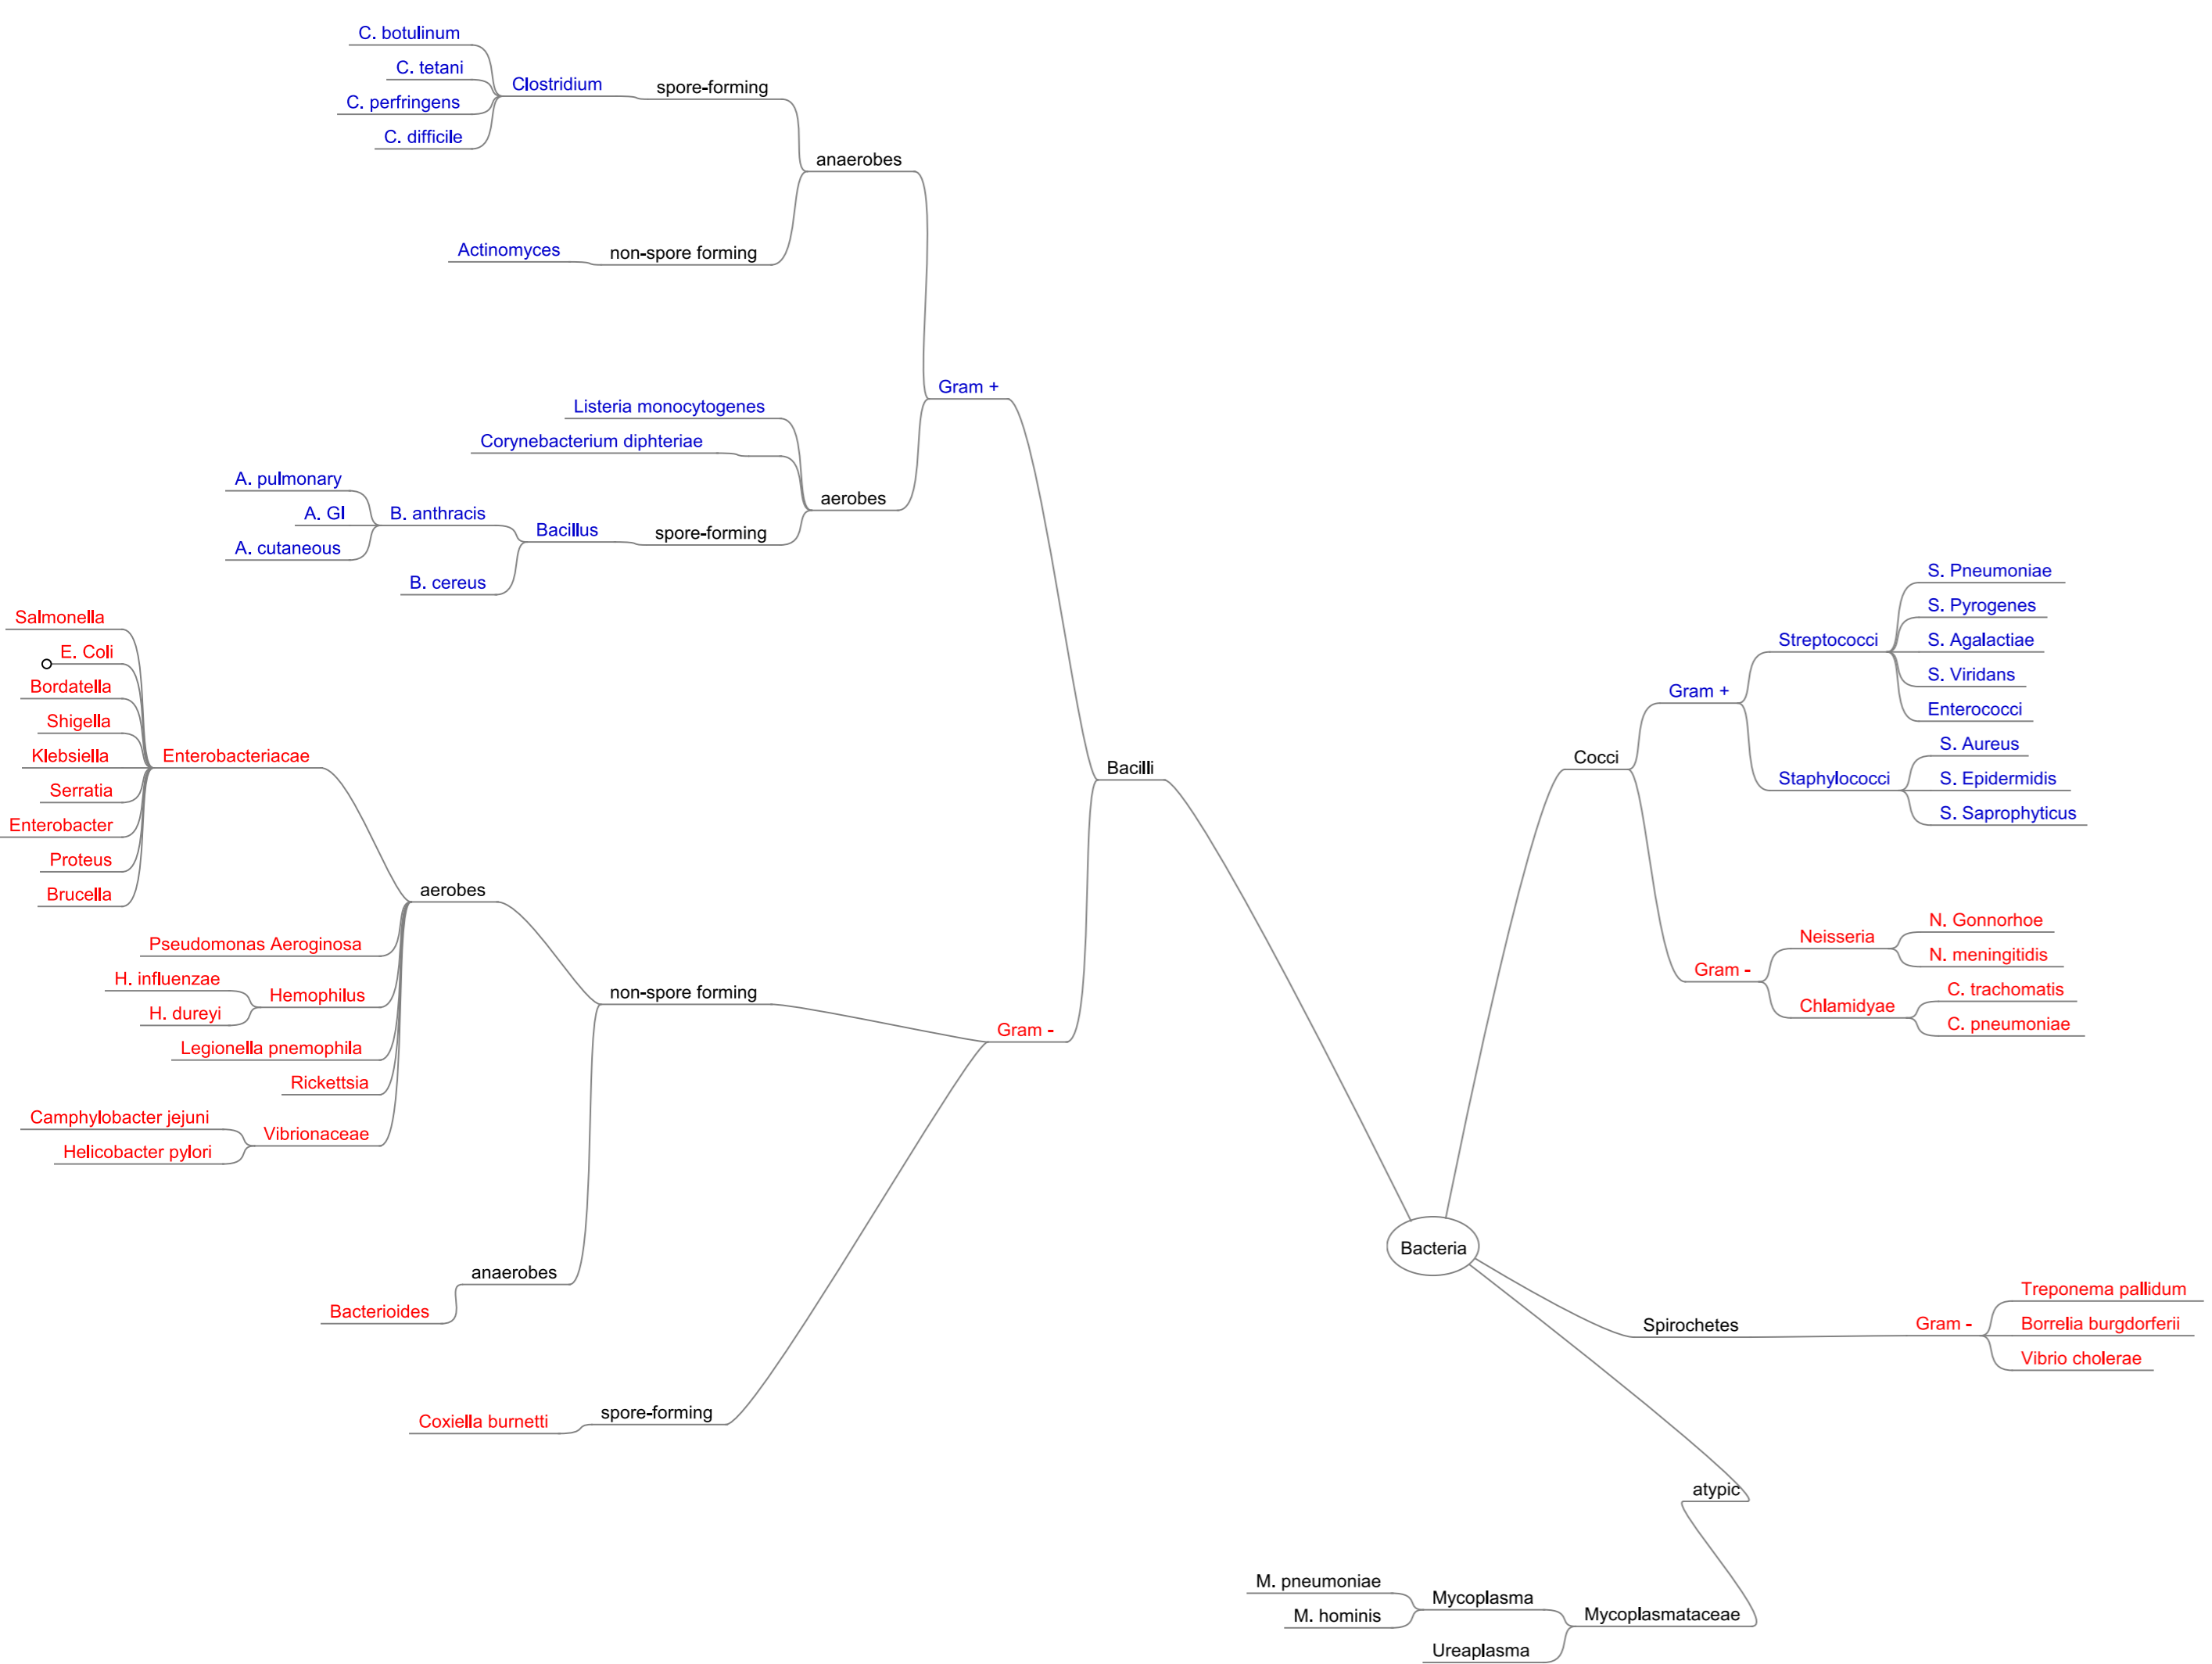 C. botulinum
C. tetani
C. perfringens
C. difficile
Clostridium
spore-forming
anaerobes
Actinomyces
non-spore forming
Gram +
Listeria monocytogenes
Corynebacterium diphteriae
aerobes
A. pulmonary
A. GI
A. cutaneous
B. anthracis
B. cereus
Bacillus
spore-forming
Bacilli
Salmonella
E. Coli
Bordatella
Shigella
Klebsiella
Serratia
Enterobacter
Proteus
Brucella
Enterobacteriacae
aerobes
Pseudomonas Aeroginosa
H. influenzae
H. dureyi
Hemophilus
Legionella pnemophila
Rickettsia
Camphylobacter jejuni
Helicobacter pylori
Vibrionaceae
non-spore forming
Gram -
anaerobes
Bacterioides
spore-forming
Coxiella burnetti
Bacteria
Cocci
Gram +
Streptococci
S. Pneumoniae
S. Pyrogenes
S. Agalactiae
S. Viridans
Enterococci
Staphylococci
S. Aureus
S. Epidermidis
S. Saprophyticus
Gram -
Neisseria
N. Gonnorhoe
N. meningitidis
Chlamidyae
C. trachomatis
C. pneumoniae
Spirochetes
Gram -
Treponema pallidum
Borrelia burgdorferii
Vibrio cholerae
atypic
Mycoplasmataceae
Mycoplasma
M. pneumoniae
M. hominis
Ureaplasma